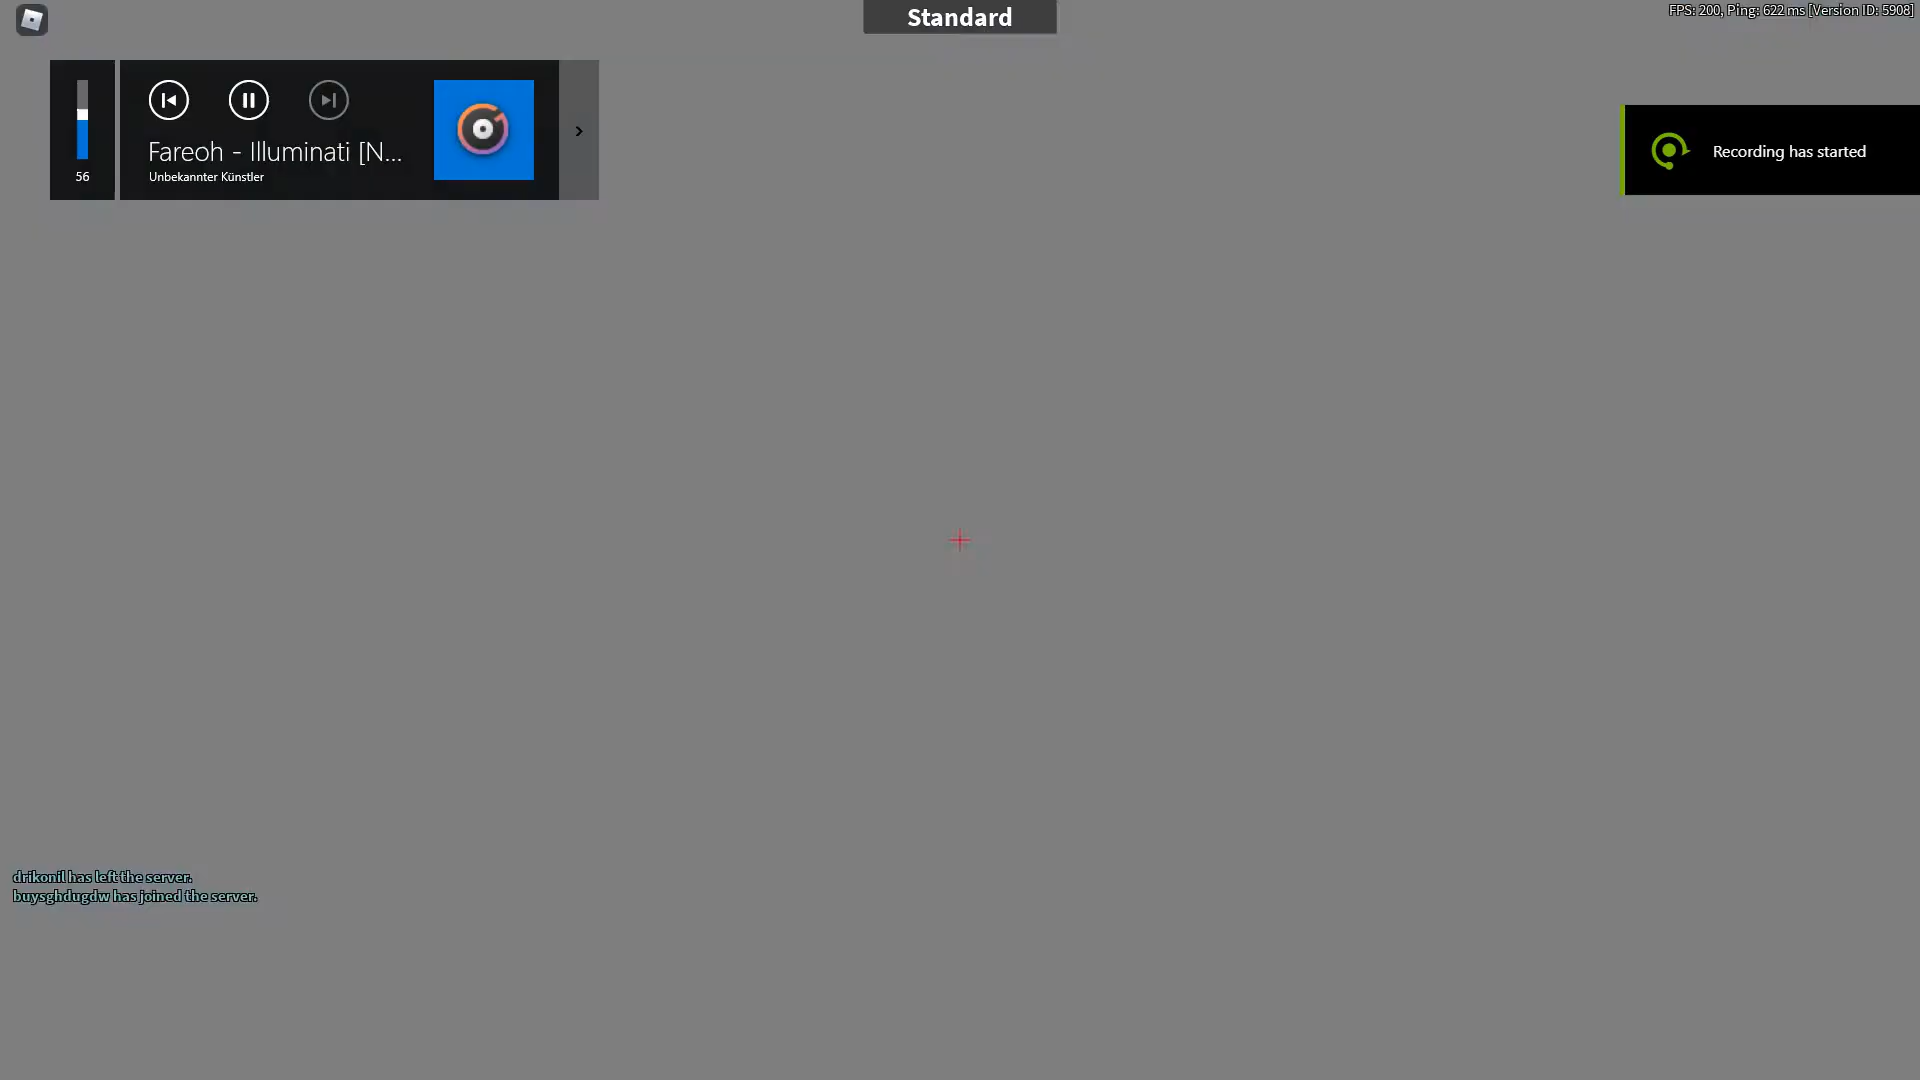 Standard
FPS: 200, Ping: 622 ms [Version ID: 5908]
Fareoh - Illuminati [N...
Unbekannter Künstler
56
Recording has started
drikonil has left the server.
buysghdugdw has joined the server.